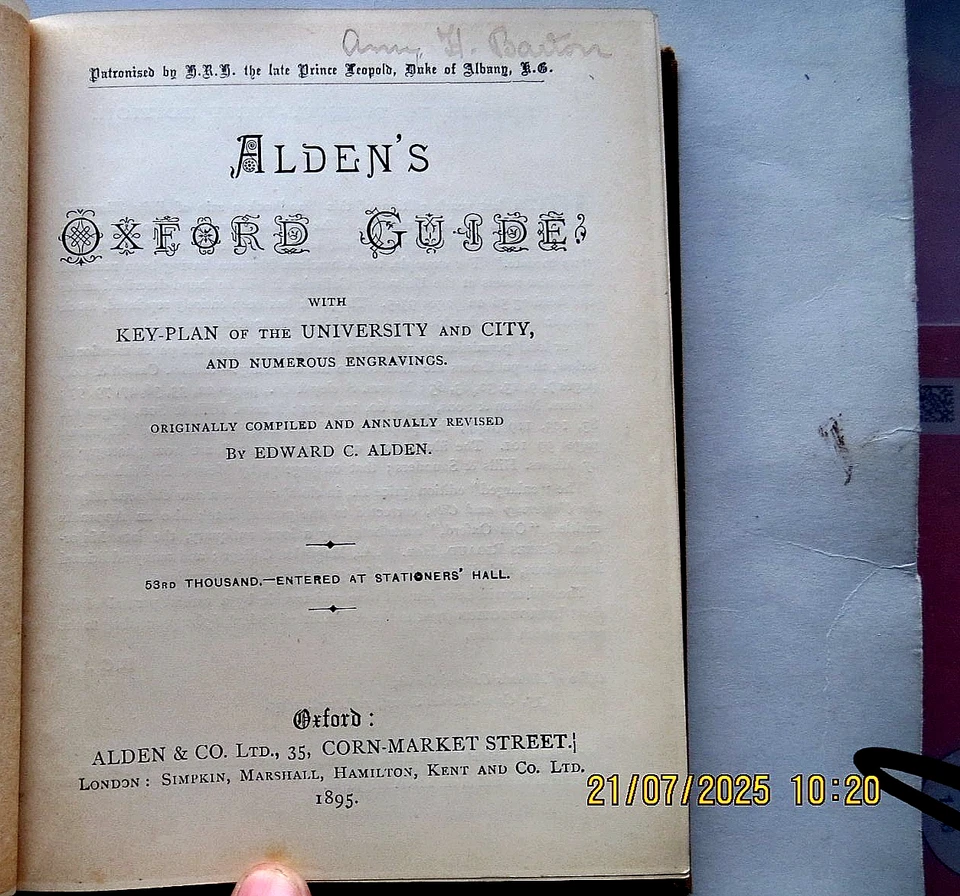 Anny H. Barton
Patronised by H.R.H. the late Prince Leopold, Duke of Albany, K.G.
ALDEN'S
OXFORD GUIDE,
WITH
KEY-PLAN OF THE UNIVERSITY AND CITY,
AND NUMEROUS ENGRAVINGS.
ORIGINALLY COMPILED AND ANNUALLY REVISED
By EDWARD C. ALDEN.
53RD THOUSAND.—ENTERED AT STATIONERS' HALL.
Oxford:
ALDEN & CO. LTD., 35, CORN-MARKET STREET.
LONDON: SIMPKIN, MARSHALL, HAMILTON, KENT AND CO. LTD.
1895.
21/07/2025 10:20